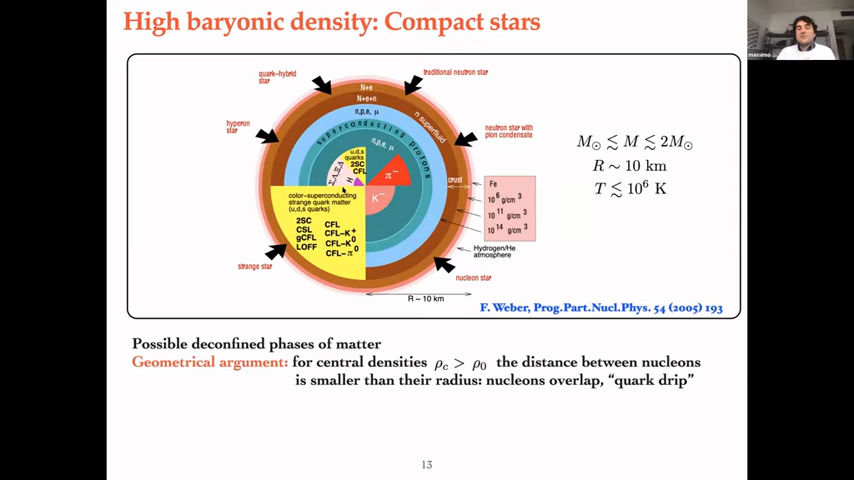 High baryonic density: Compact stars
massimo
quark-hybrid
star
traditional neutron star
N+e
N+e+n
n,p,e, μ
n superfluid
hyperon
star
superconducting protons
neutron star with
pion condensate
u,d,s
quarks
2SC
CFL
n,p,e, μ
Σ,Λ,Ξ,Δ
H
π⁻
K⁻
crust
Fe
10⁶ g/cm³
10¹¹ g/cm³
10¹⁴ g/cm³
color-superconducting
strange quark matter
(u,d,s quarks)
2SC CFL
CSL CFL-K⁺
gCFL CFL-K⁰
LOFF CFL-π⁰
Hydrogen/He
atmosphere
strange star
nucleon star
R ~ 10 km
M⊙ ≲ M ≲ 2M⊙
R ∼ 10 km
T ≲ 10⁶ K
F. Weber, Prog.Part.Nucl.Phys. 54 (2005) 193
Possible deconfined phases of matter
Geometrical argument: for central densities ρc > ρ0 the distance between nucleons
is smaller than their radius: nucleons overlap, “quark drip”
13